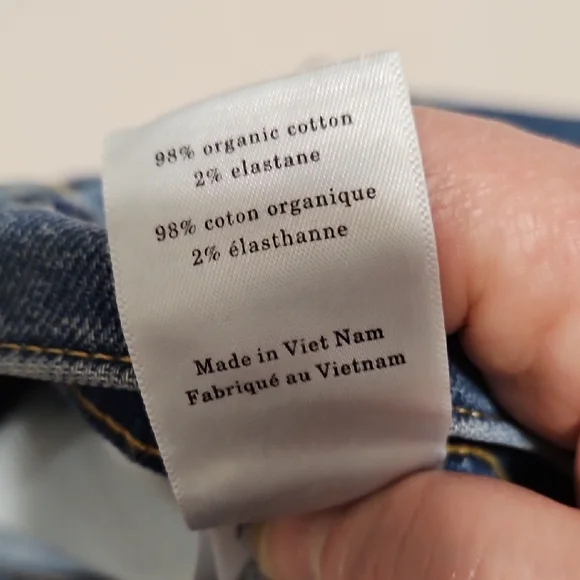 98% organic cotton
2% elastane
98% coton organique
2% élasthanne
Made in Viet Nam
Fabriqué au Vietnam